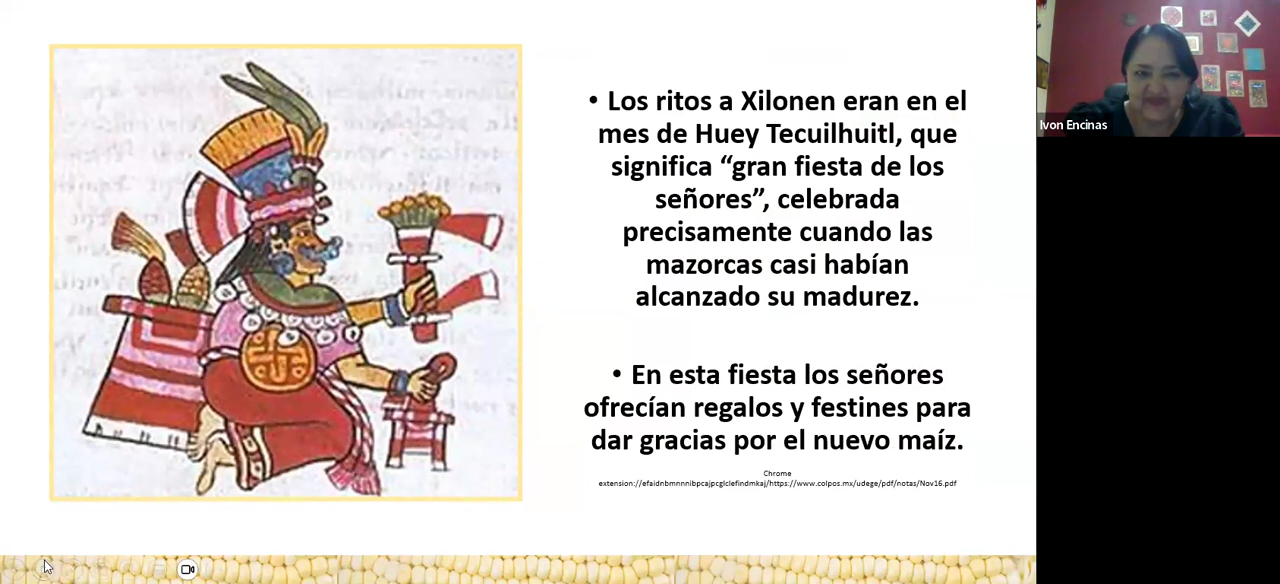 • Los ritos a Xilonen eran en el
mes de Huey Tecuilhuitl, que
significa “gran fiesta de los
señores”, celebrada
precisamente cuando las
mazorcas casi habían
alcanzado su madurez.
• En esta fiesta los señores
ofrecían regalos y festines para
dar gracias por el nuevo maíz.
Chrome
extension://efaidnbmnnnibpcajpcglclefindmkaj/https://www.colpos.mx/udege/pdf/notas/Nov16.pdf
Ivon Encinas